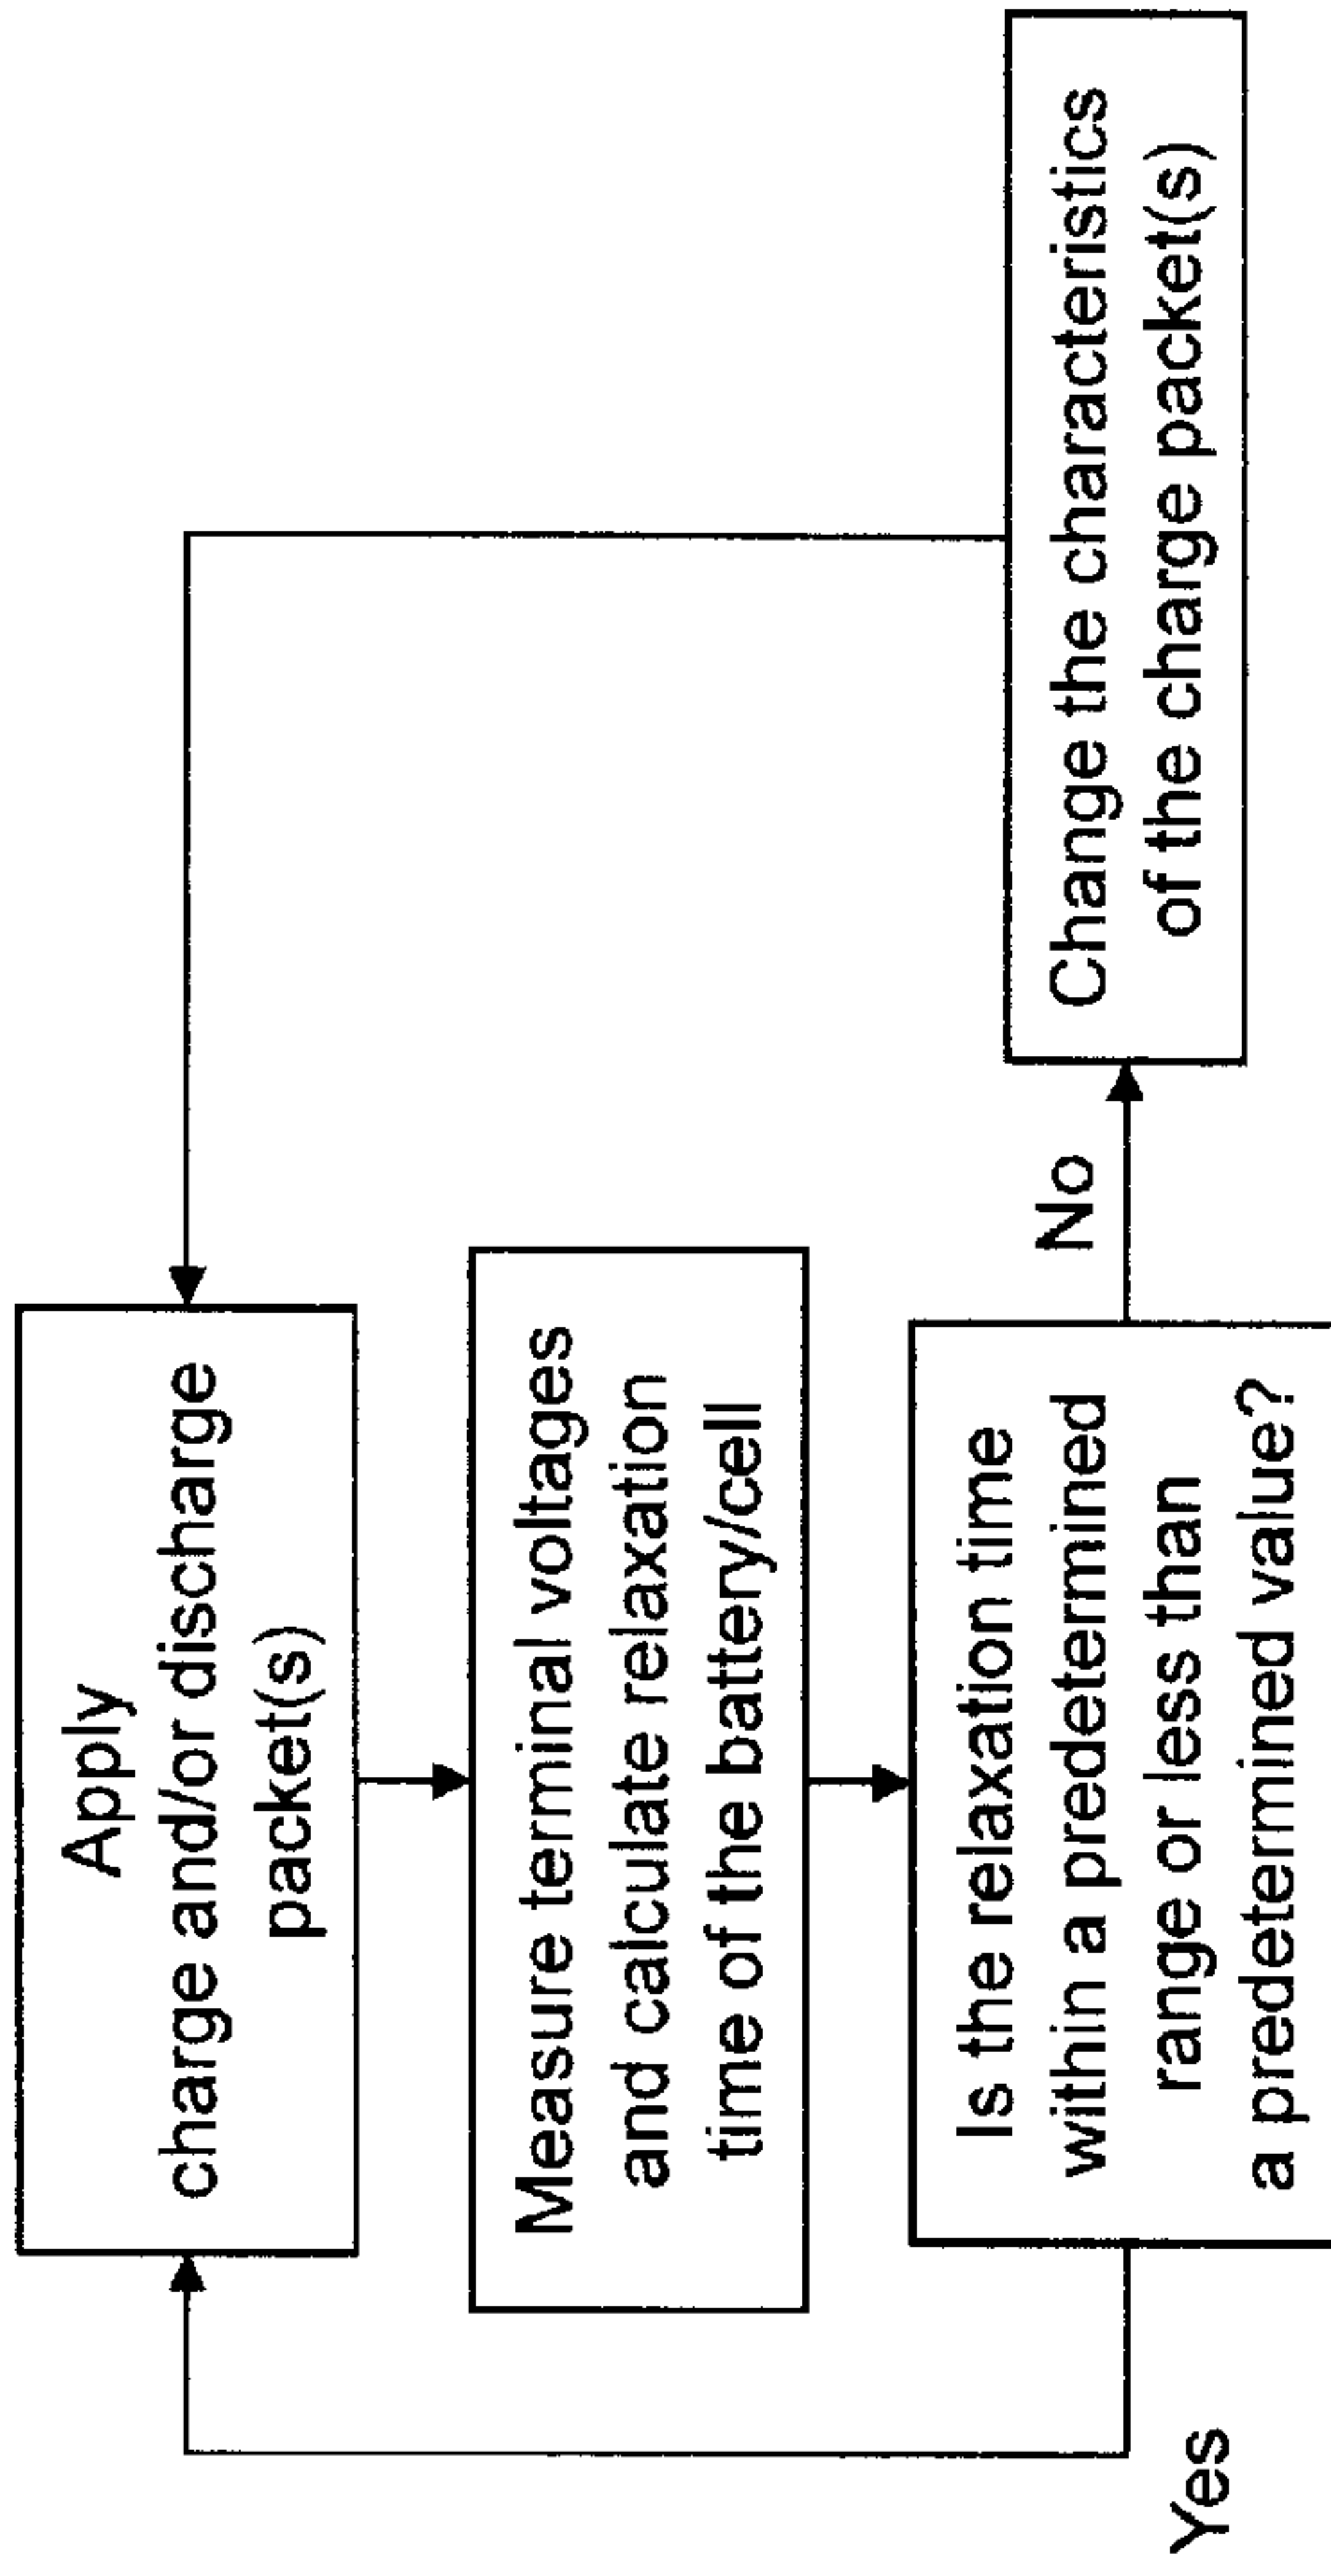 Apply
charge and/or discharge
packet(s)
Measure terminal voltages
and calculate relaxation
time of the battery/cell
Is the relaxation time
within a predetermined
range or less than
a predetermined value?
Yes
No
Change the characteristics
of the charge packet(s)